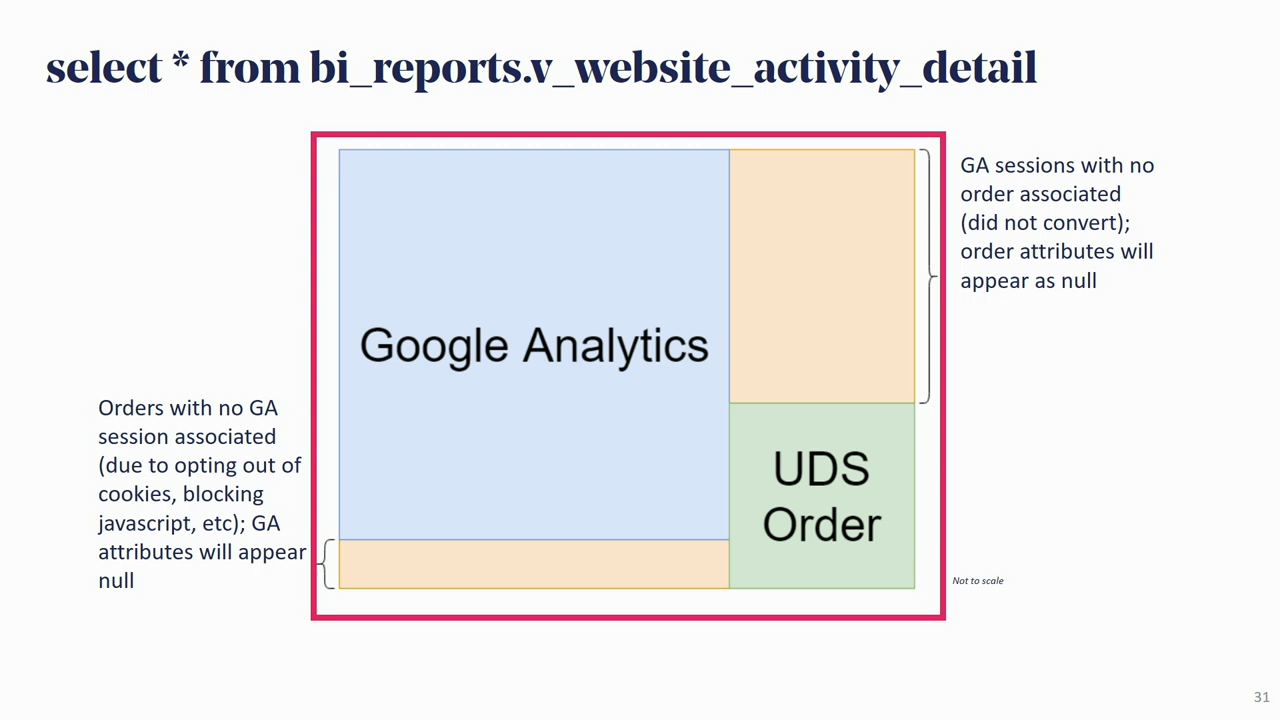 select * from bi_reports.v_website_activity_detail
GA sessions with no
order associated
(did not convert);
order attributes will
appear as null
Google Analytics
Orders with no GA
session associated
(due to opting out of
cookies, blocking
javascript, etc); GA
attributes will appear
null
UDS
Order
Not to scale
31